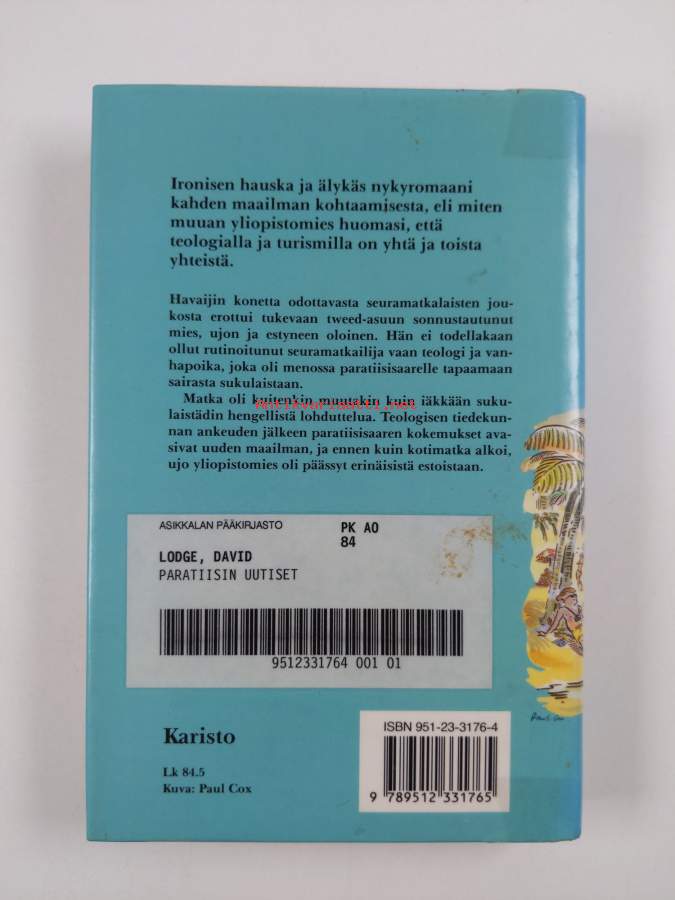 Ironisen hauska ja älykäs nykyromaani
kahden maailman kohtaamisesta, eli miten
muuan yliopistomies huomasi, että
teologialla ja turismilla on yhtä ja toista
yhteistä.
Havaijin konetta odottavasta seuramatkalaisten jou-
kosta erottui tukevaan tweed-asuun sonnustautunut
mies, ujon ja estyneen oloinen. Hän ei todellakaan
ollut rutinoitunut seuramatkailija vaan teologi ja van-
hapoika, joka oli menossa paratiisisaarelle tapaamaan
sairasta sukulaistaan.
Matka oli kuitenkin muutakin kuin iäkkään suku-
laistädin hengellistä lohduttelua. Teologisen tiedekun-
nan ankeuden jälkeen paratiisisaaren kokemukset ava-
sivat uuden maailman, ja ennen kuin kotimatka alkoi,
ujo yliopistomies oli päässyt erinäisistä estoistaan.
antikvariaatti.net
ASIKKALAN PÄÄKIRJASTO PK AO
84
LODGE, DAVID
PARATIISIN UUTISET
9512331764 001 01
Karisto
Lk 84.5
Kuva: Paul Cox
ISBN 951-23-3176-4
9 789512 331765
Paul Cox